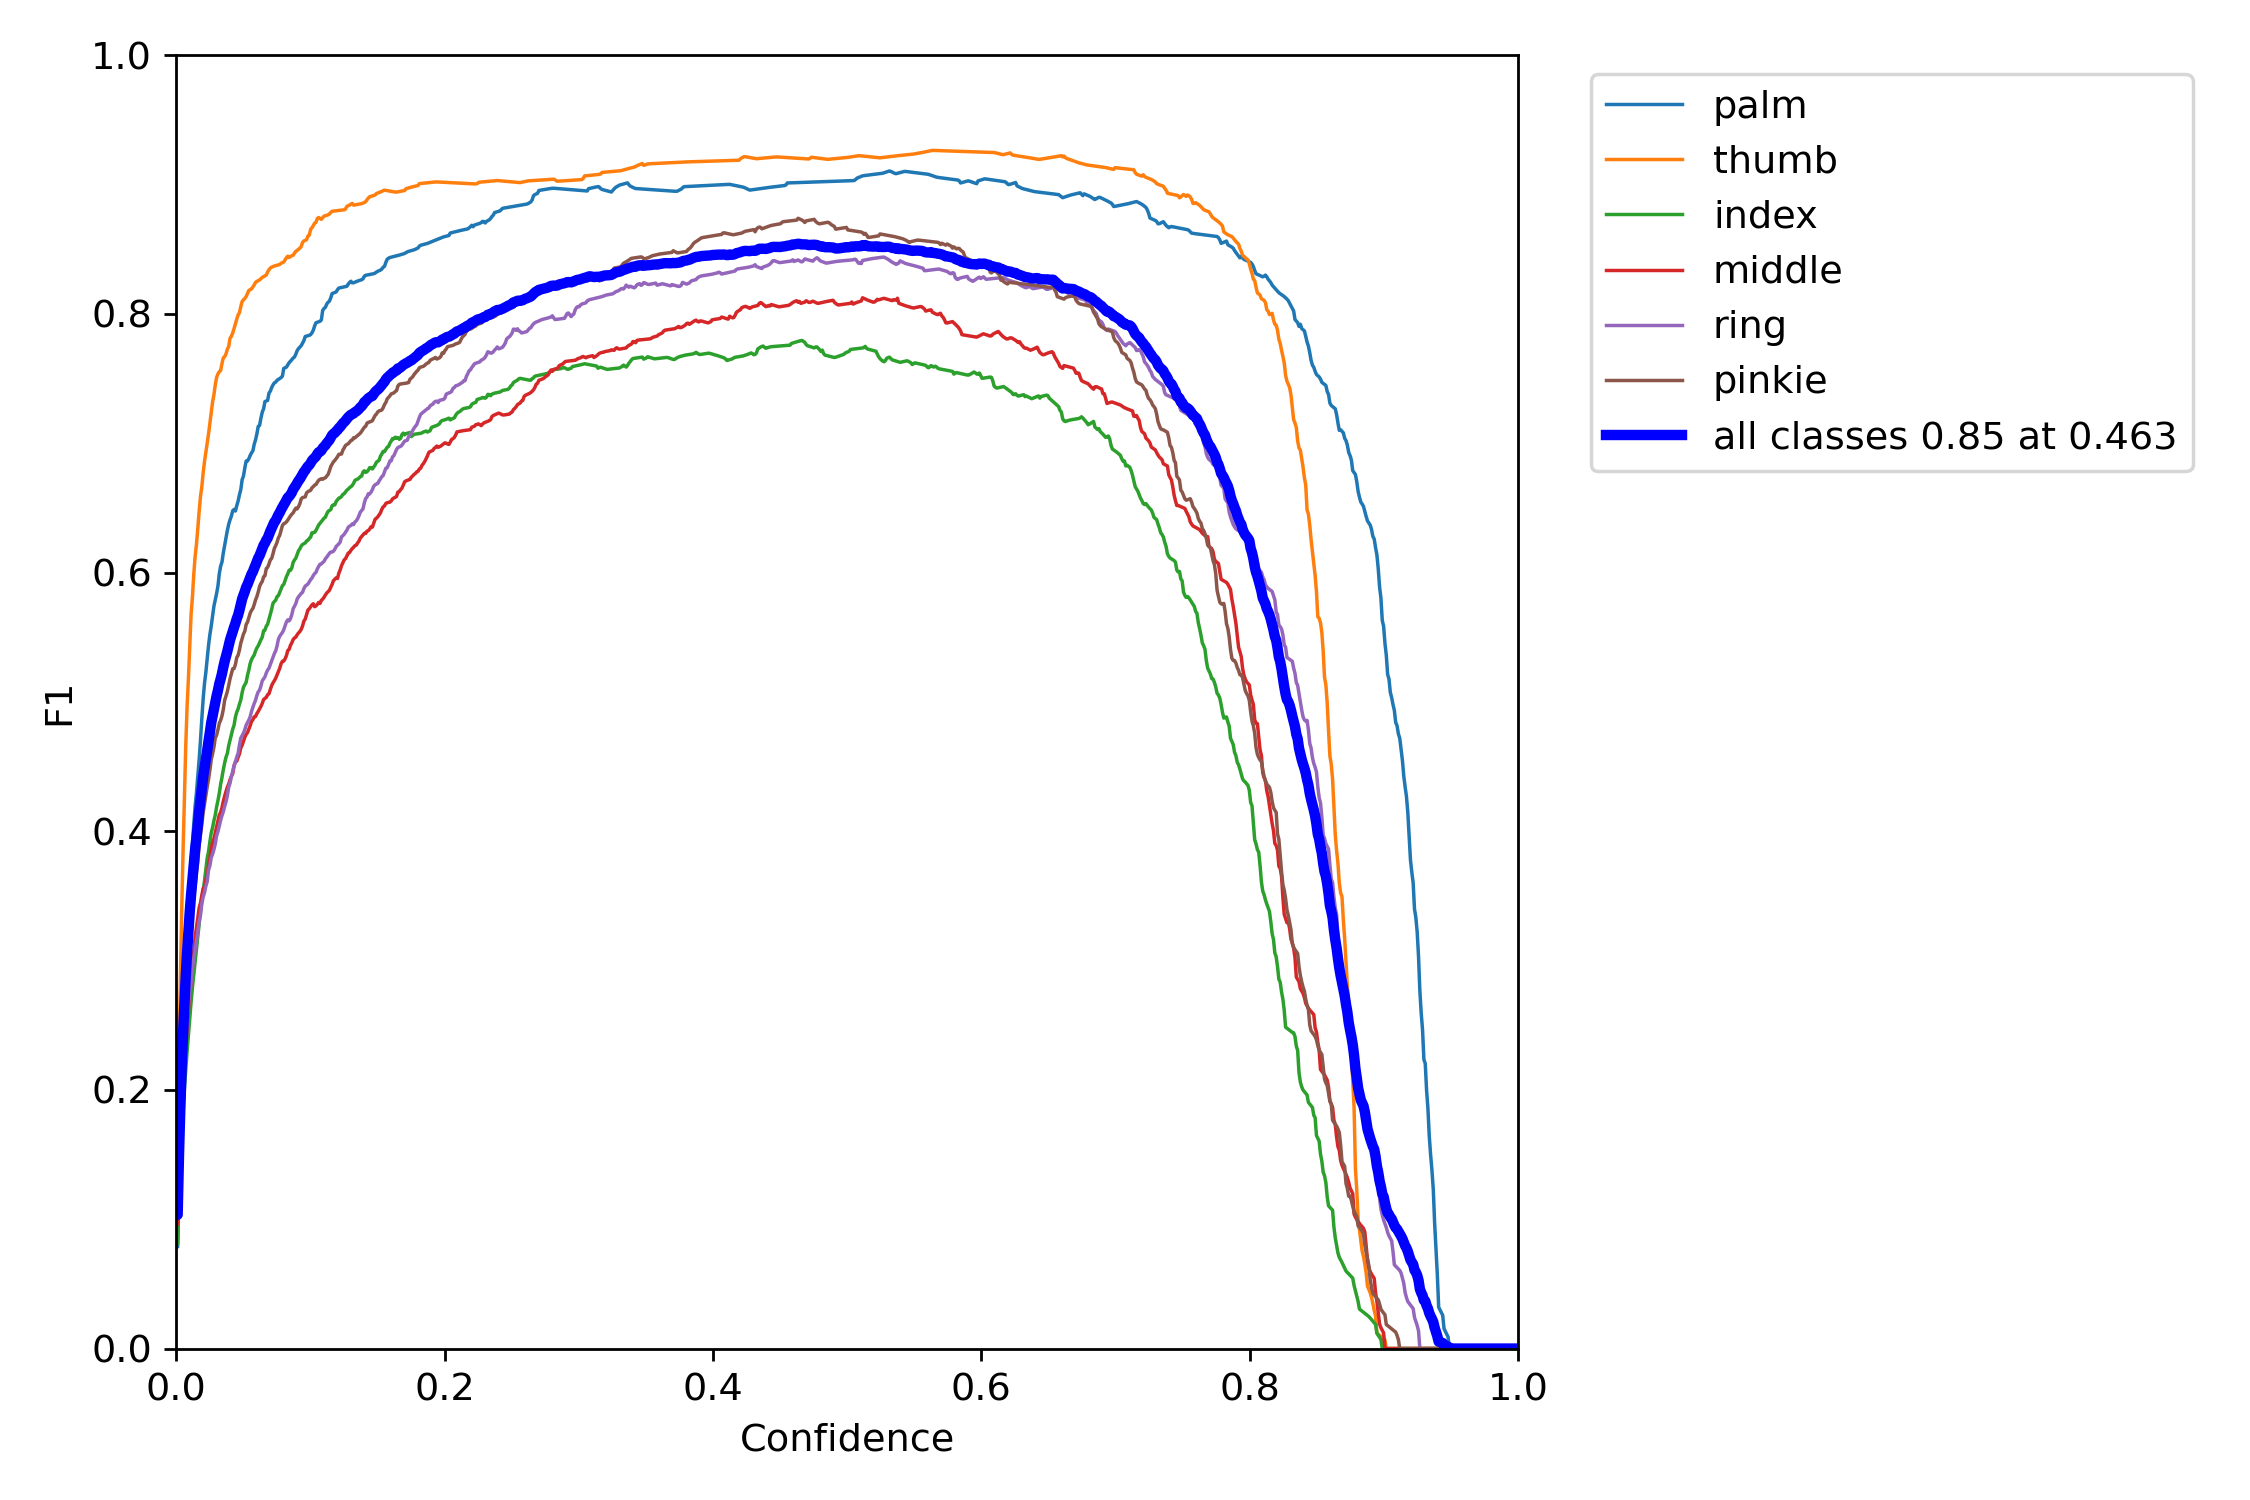 1.0
0.8
0.6
0.4
0.2
0.0
F1
0.0 0.2 0.4 0.6 0.8 1.0
Confidence
palm
thumb
index
middle
ring
pinkie
all classes 0.85 at 0.463